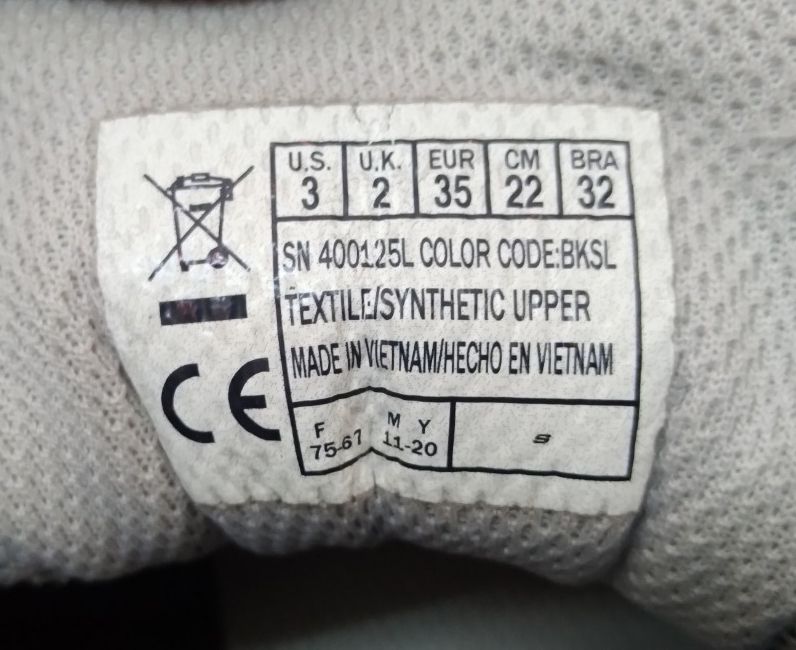 U.S. U.K. EUR CM BRA
3 2 35 22 32
SN 400125L COLOR CODE:BKSL
TEXTILE/SYNTHETIC UPPER
MADE IN VIETNAM/HECHO EN VIETNAM
F M Y
75-67 11-20
S
CE